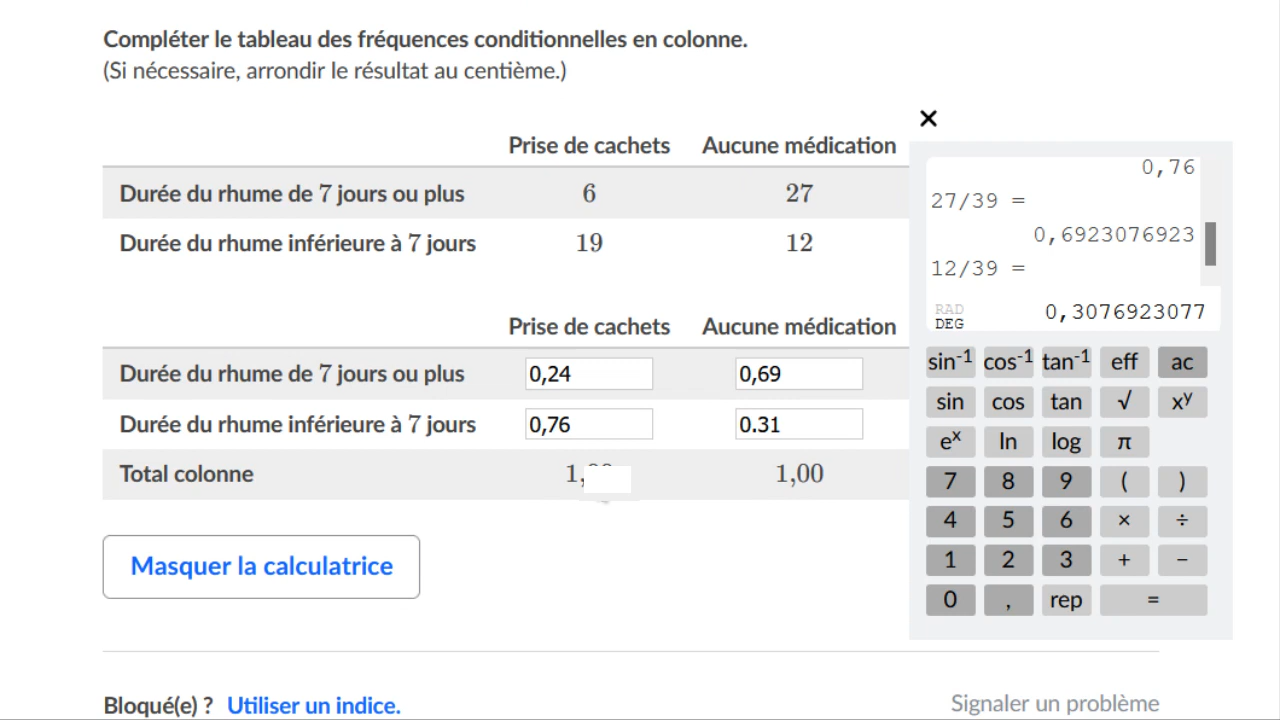 Compléter le tableau des fréquences conditionnelles en colonne.
(Si nécessaire, arrondir le résultat au centième.)
Prise de cachets Aucune médication
Durée du rhume de 7 jours ou plus 6 27
Durée du rhume inférieure à 7 jours 19 12
Prise de cachets Aucune médication
Durée du rhume de 7 jours ou plus 0,24 0,69
Durée du rhume inférieure à 7 jours 0,76 0.31
Total colonne 1, 1,00
Masquer la calculatrice
Bloqué(e) ? Utiliser un indice.
Signaler un problème
×
0,76
27/39 =
0,6923076923
12/39 =
RAD
DEG 0,3076923077
sin⁻¹ cos⁻¹ tan⁻¹ eff ac
sin cos tan √ xʸ
eˣ ln log π
7 8 9 ( )
4 5 6 × ÷
1 2 3 + −
0 , rep =